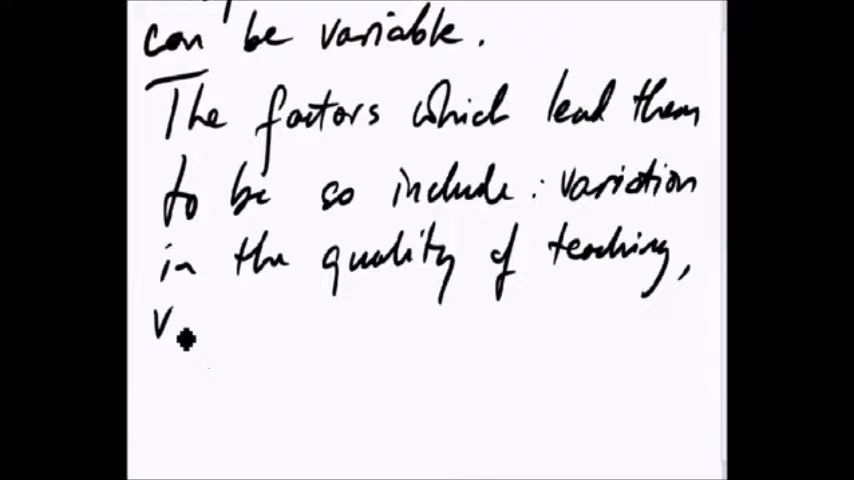 can be variable.
The factors which lead them
to be so include: variation
in the quality of teaching,
v